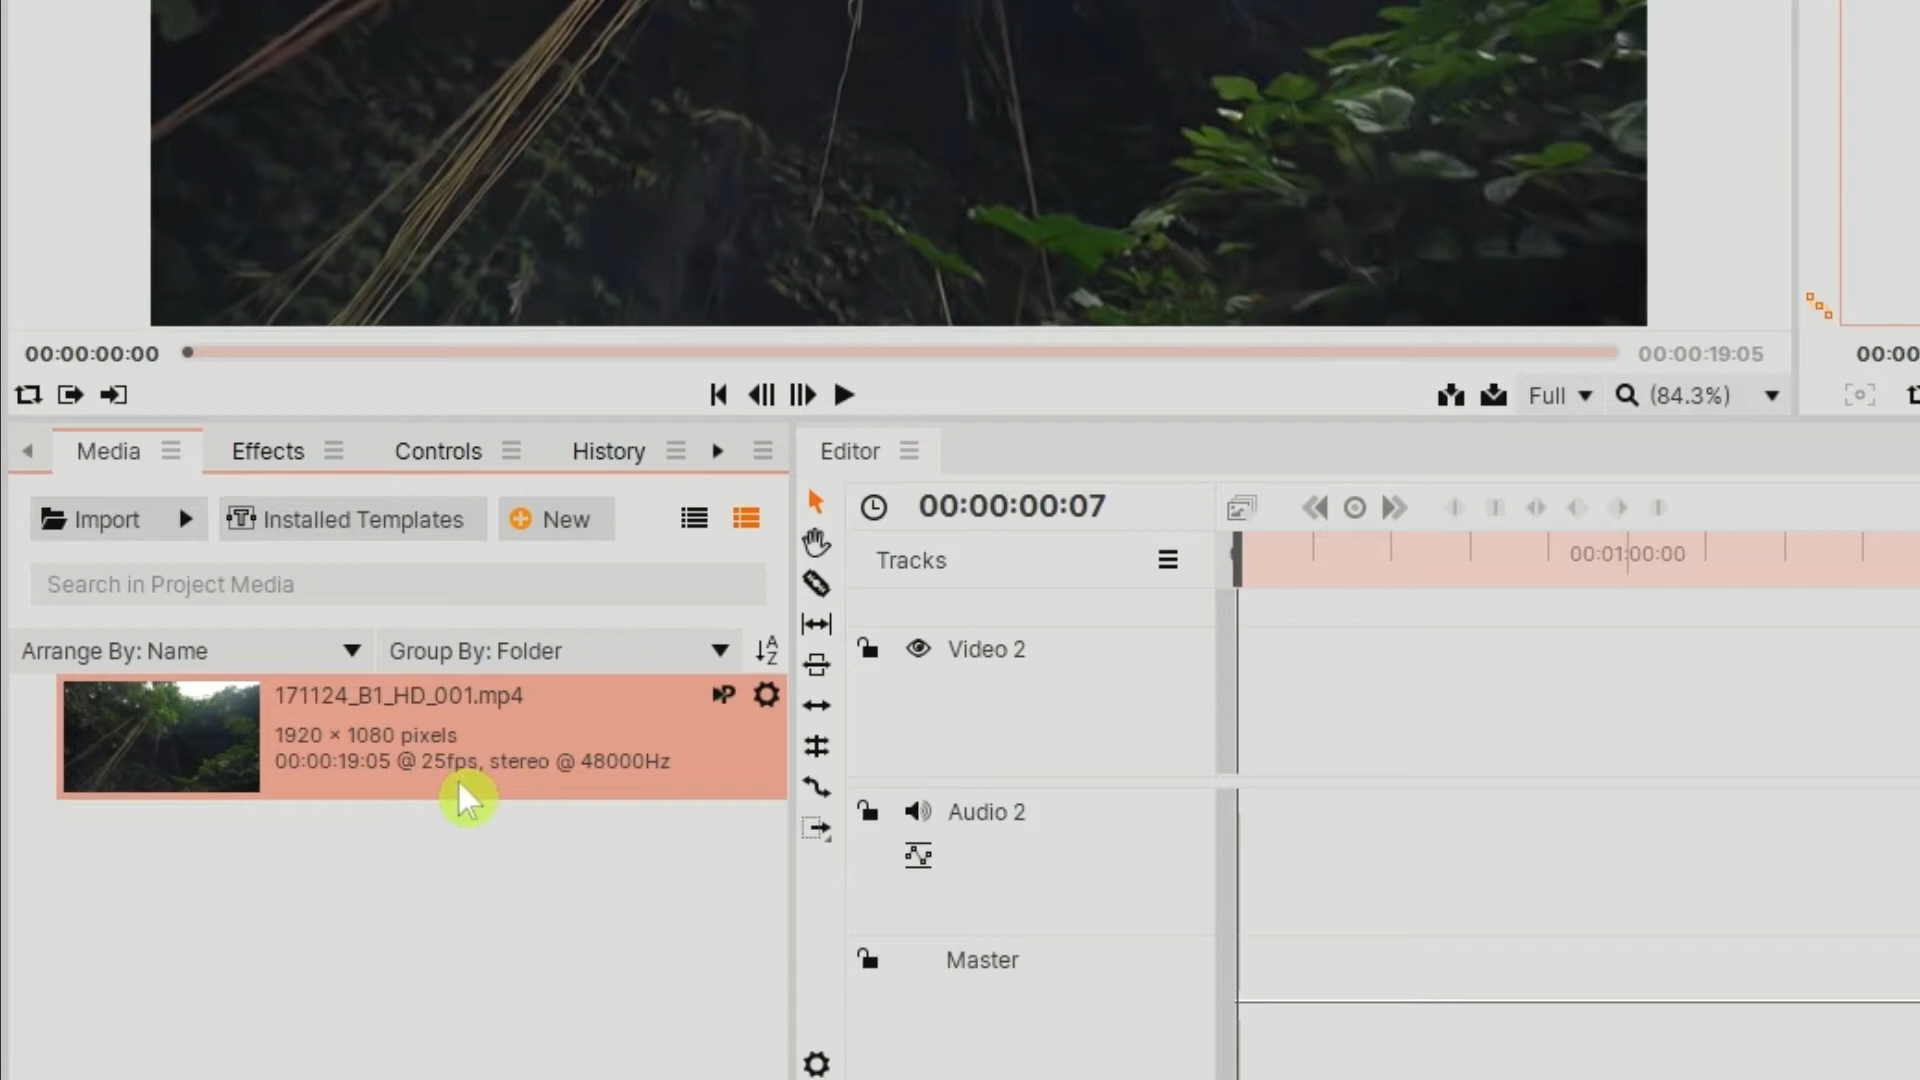 00:00:00:00
00:00:19:05
00:00
Full
(84.3%)
Media
Effects
Controls
History
Editor
Import
Installed Templates
New
00:00:00:07
Search in Project Media
Tracks
00:01:00:00
Arrange By: Name
Group By: Folder
A
Z
Video 2
171124_B1_HD_001.mp4
1920 × 1080 pixels
00:00:19:05 @ 25fps, stereo @ 48000Hz
Audio 2
Master